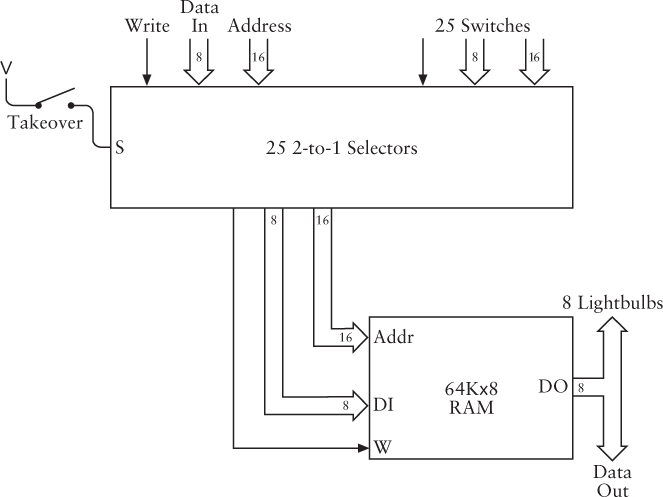 Write
Data
In
Address
25 Switches
8
16
8
16
V
Takeover
S
25 2-to-1 Selectors
8
16
8 Lightbulbs
16
Addr
64Kx8
RAM
DO
8
8
DI
W
Data
Out